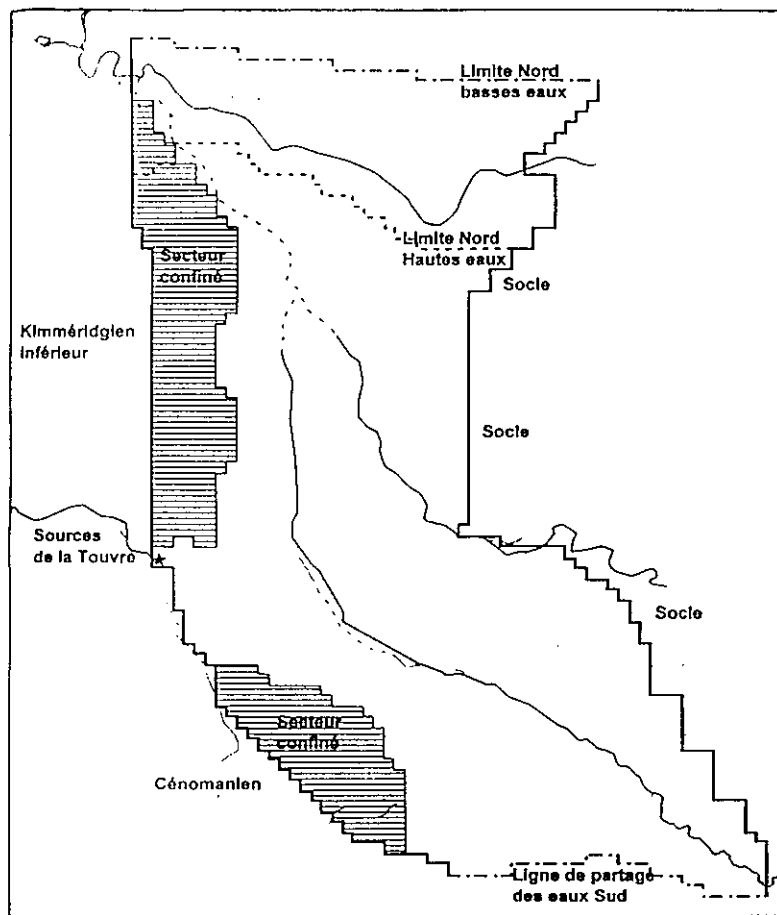 Limite Nord
basses eaux
Limite Nord
Hautes eaux
Secteur
confiné
Socle
Kimméridgien
inférieur
Socle
Sources
de la Touvre
Socle
Secteur
confiné
Cénomanien
Ligne de partage
des eaux Sud